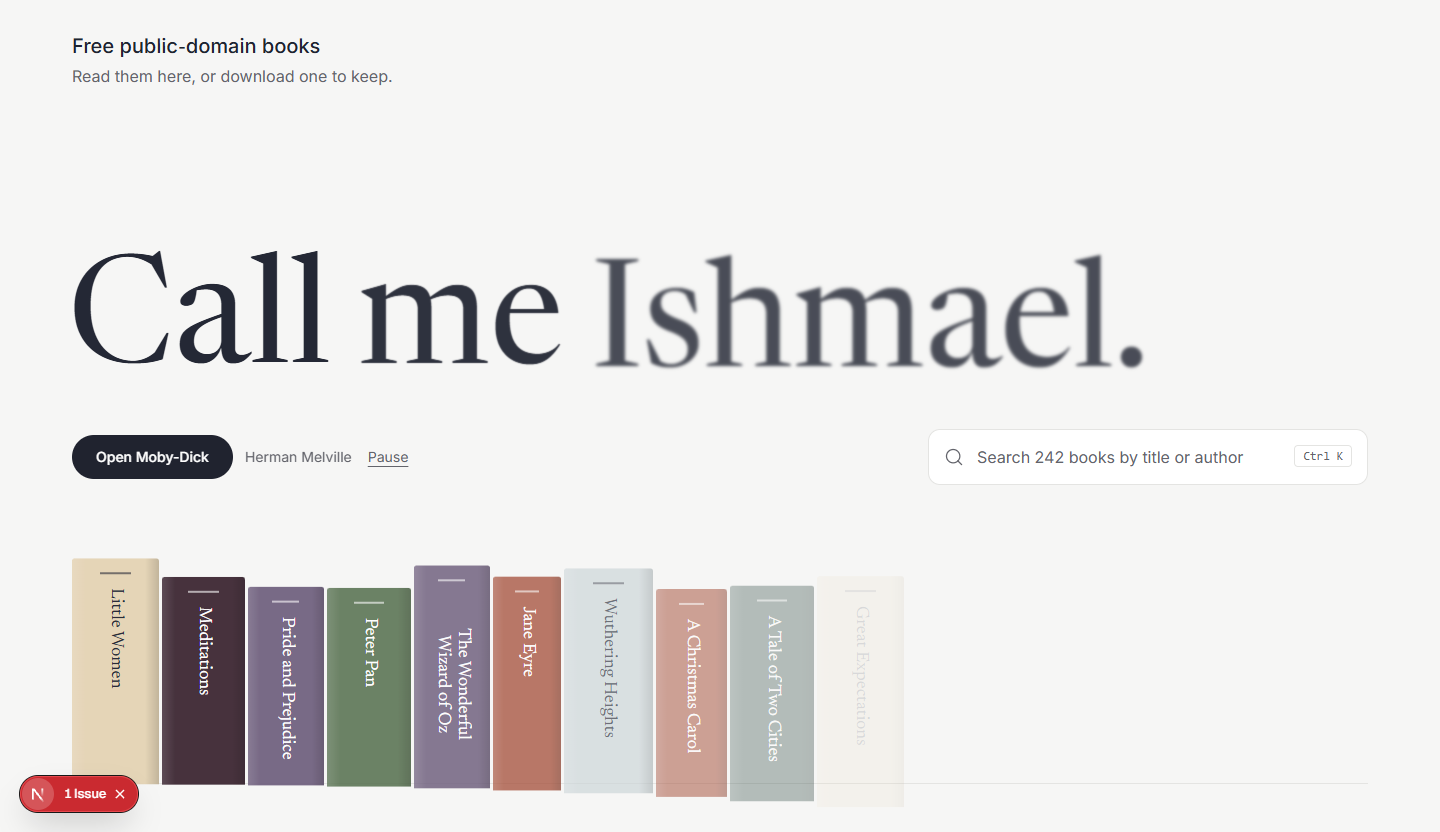 Free public-domain books
Read them here, or download one to keep.
Call me Ishmael.
Open Moby-Dick
Herman Melville
Pause
Search 242 books by title or author
Ctrl K
Little Women
Meditations
Pride and Prejudice
Peter Pan
The Wonderful
Wizard of Oz
Jane Eyre
Wuthering Heights
A Christmas Carol
A Tale of Two Cities
Great Expectations
N
1 Issue